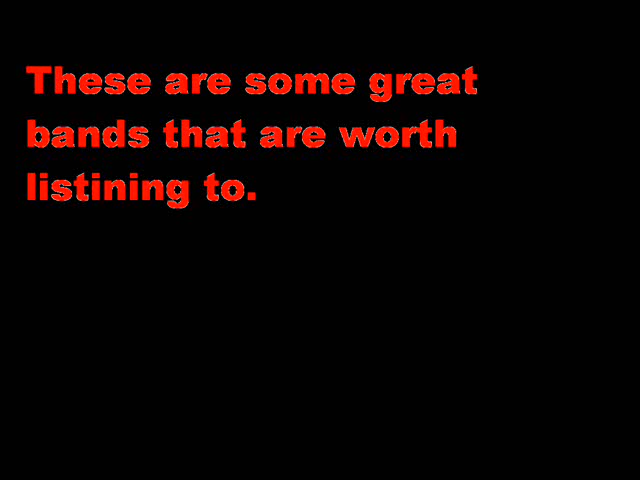 These are some great
bands that are worth
listining to.